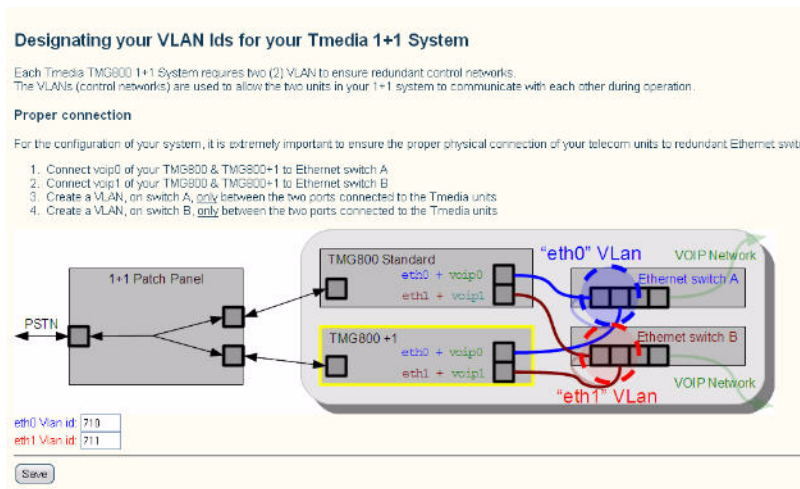 Designating your VLAN Ids for your Tmedia 1+1 System
Each Tmedia TMG800 1+1 System requires two (2) VLAN to ensure redundant control networks.
The VLANs (control networks) are used to allow the two units in your 1+1 system to communicate with each other during operation.
Proper connection
For the configuration of your system, it is extremely important to ensure the proper physical connection of your telecom units to redundant Ethernet swit
1. Connect voip0 of your TMG800 & TMG800+1 to Ethernet switch A
2. Connect voip1 of your TMG800 & TMG800+1 to Ethernet switch B
3. Create a VLAN, on switch A, only between the two ports connected to the Tmedia units
4. Create a VLAN, on switch B, only between the two ports connected to the Tmedia units
1+1 Patch Panel
PSTN
TMG800 Standard
eth0 + voip0
eth1 + voip1
TMG800 +1
eth0 + voip0
eth1 + voip1
"eth0" VLan
VOIP Network
Ethernet switch A
Ethernet switch B
VOIP Network
"eth1" VLan
eth0 Vlan id: 710
eth1 Vlan id: 711
Save